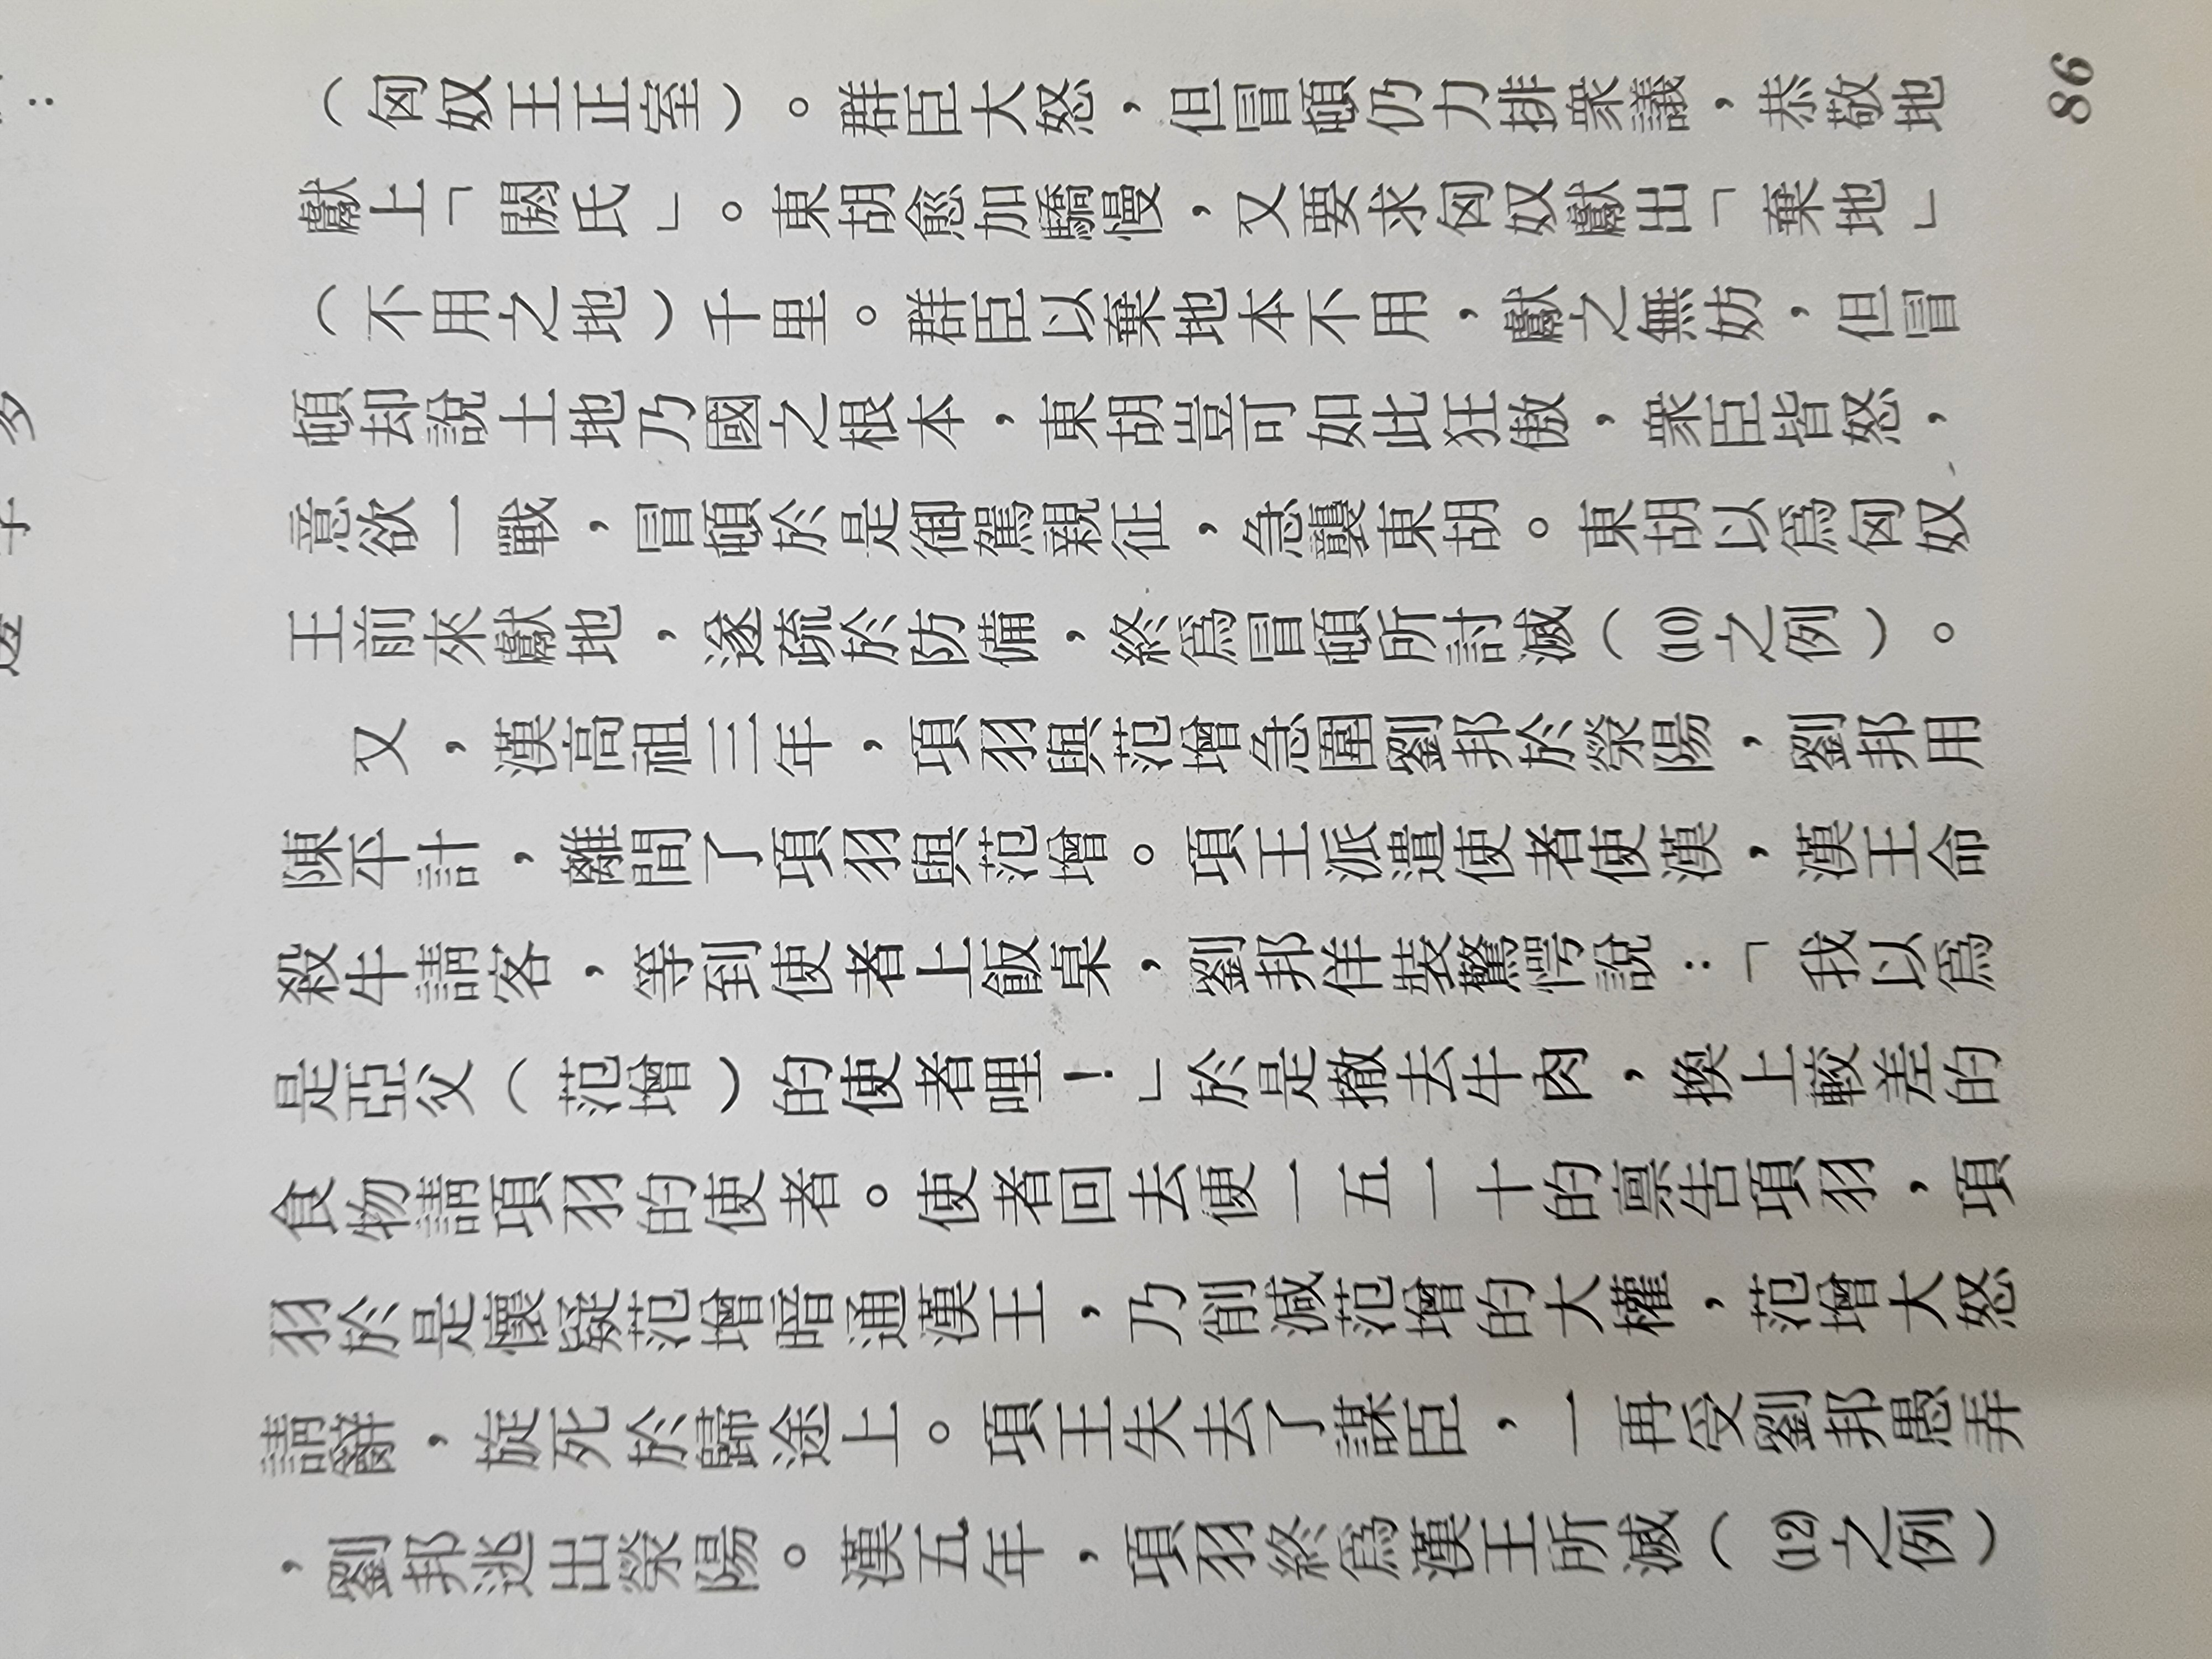 （匈奴王正室）。群臣大怒，但冒頓仍力排衆議，恭敬地
獻上「閼氏」。東胡愈加驕慢，又要求匈奴獻出「棄地」
（不用之地）千里。群臣以棄地本不用，獻之無妨，但冒
頓却說土地乃國之根本，東胡豈可如此狂傲，衆臣皆怒，
意欲一戰，冒頓於是御駕親征，急襲東胡。東胡以爲匈奴
王前來獻地，遂疏於防備，終爲冒頓所討滅（⑽之例）。
又，漢高祖三年，項羽與范增急圍劉邦於滎陽，劉邦用
陳平計，離間了項羽與范增。項王派遣使者使漢，漢王命
殺牛請客，等到使者上飯桌，劉邦佯裝驚愕說：「我以爲
是亞父（范增）的使者哩！」於是撤去牛肉，換上較差的
食物請項羽的使者。使者回去便一五一十的禀告項羽，項
羽於是懷疑范增暗通漢王，乃削減范增的大權，范增大怒
請辭，旋死於歸途上。項王失去了謀臣，一再受劉邦愚弄
，劉邦逃出滎陽。漢五年，項羽終爲漢王所滅（⑿之例）
86